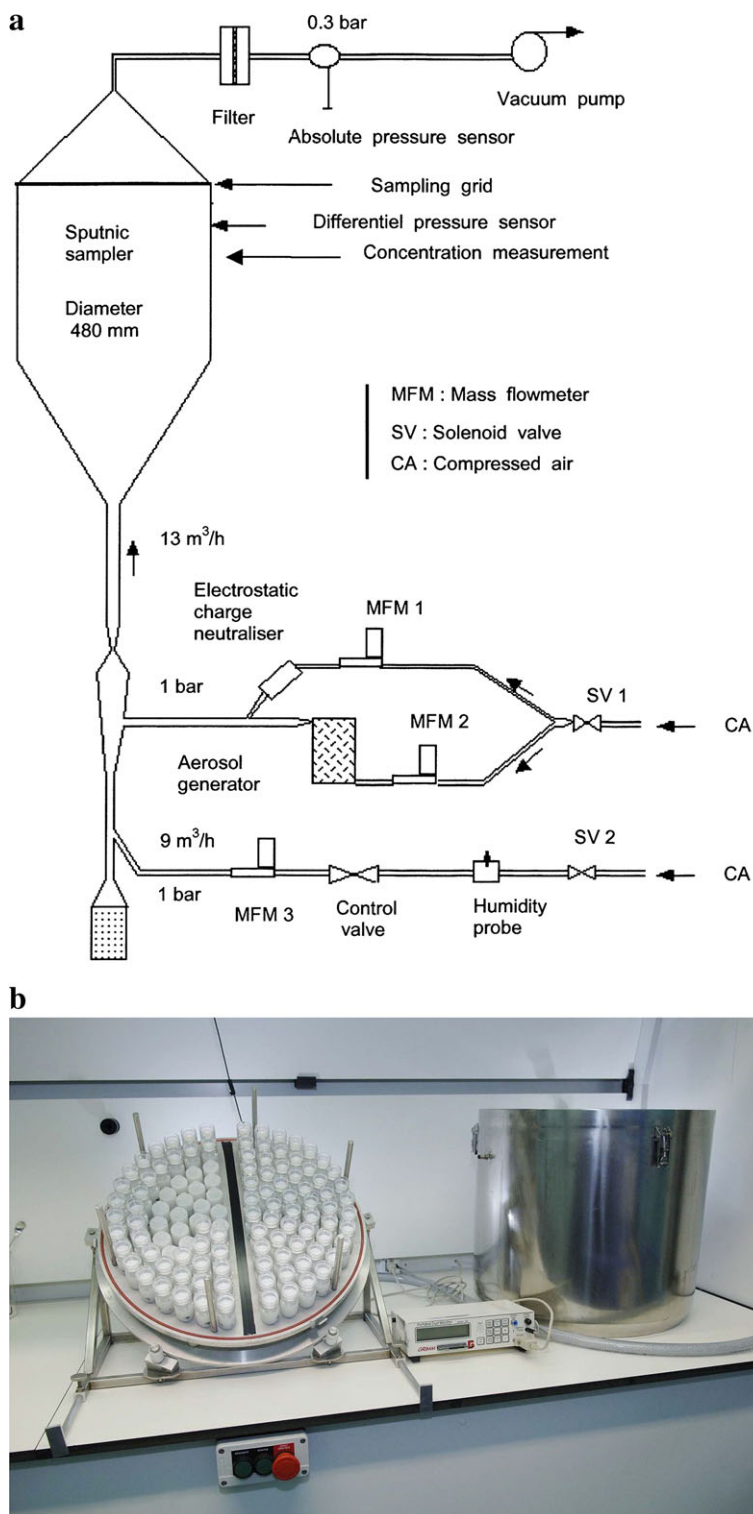 a
0.3 bar
Filter
Vacuum pump
Absolute pressure sensor
Sampling grid
Differentiel pressure sensor
Concentration measurement
Sputnic
sampler
Diameter
480 mm
MFM : Mass flowmeter
SV : Solenoid valve
CA : Compressed air
13 m³/h
Electrostatic
charge
neutraliser
MFM 1
1 bar
SV 1
MFM 2
CA
Aerosol
generator
9 m³/h
SV 2
1 bar
CA
MFM 3
Control
valve
Humidity
probe
b